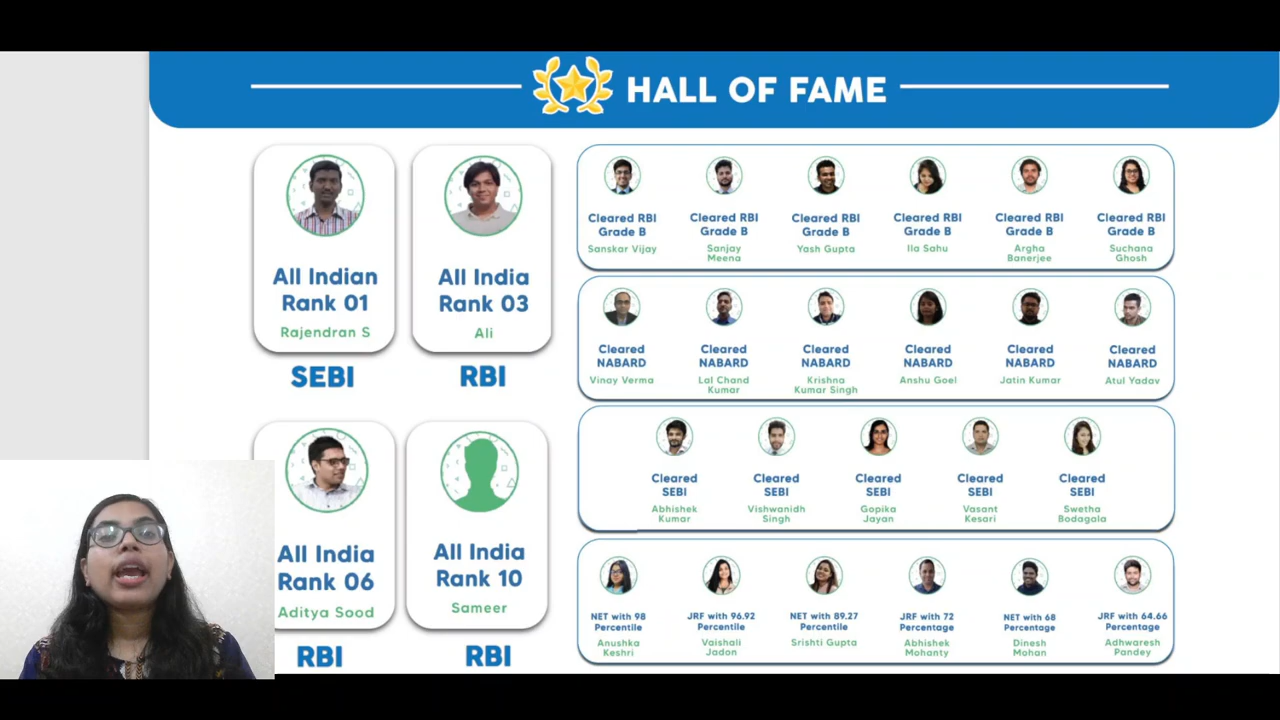 HALL OF FAME
All Indian
Rank 01
Rajendran S
SEBI
All India
Rank 03
Ali
RBI
All India
Rank 06
Aditya Sood
RBI
All India
Rank 10
Sameer
RBI
Cleared RBI
Grade B
Sanskar Vijay
Cleared RBI
Grade B
Sanjay
Meena
Cleared RBI
Grade B
Yash Gupta
Cleared RBI
Grade B
Ila Sahu
Cleared RBI
Grade B
Argha
Banerjee
Cleared RBI
Grade B
Suchana
Ghosh
Cleared
NABARD
Vinay Verma
Cleared
NABARD
Lal Chand
Kumar
Cleared
NABARD
Krishna
Kumar Singh
Cleared
NABARD
Anshu Goel
Cleared
NABARD
Jatin Kumar
Cleared
NABARD
Atul Yadav
Cleared
SEBI
Abhishek
Kumar
Cleared
SEBI
Vishwanidh
Singh
Cleared
SEBI
Gopika
Jayan
Cleared
SEBI
Vasant
Kesari
Cleared
SEBI
Swetha
Bodagala
NET with 98
Percentile
Anushka
Keshri
JRF with 96.92
Percentile
Vaishali
Jadon
NET with 89.27
Percentile
Srishti Gupta
JRF with 72
Percentage
Abhishek
Mohanty
NET with 68
Percentage
Dinesh
Mohan
JRF with 64.66
Percentage
Adhwaresh
Pandey